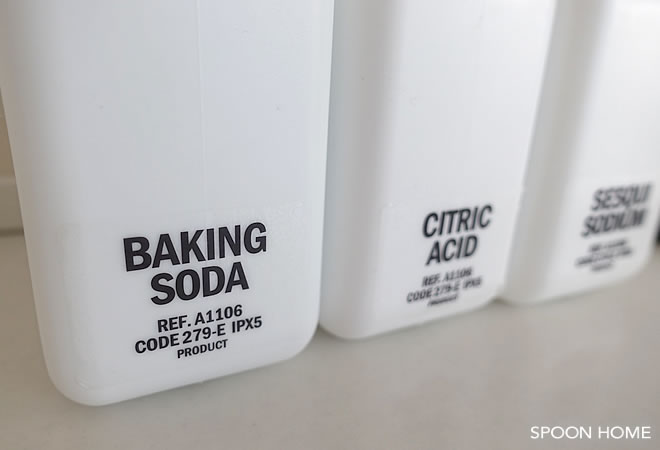 BAKING
SODA
REF. A1106
CODE 279-E IPX5
PRODUCT
CITRIC
ACID
REF. A1106
CODE 279-E IPX5
PRODUCT
SESQUI
SODIUM
SPOON HOME